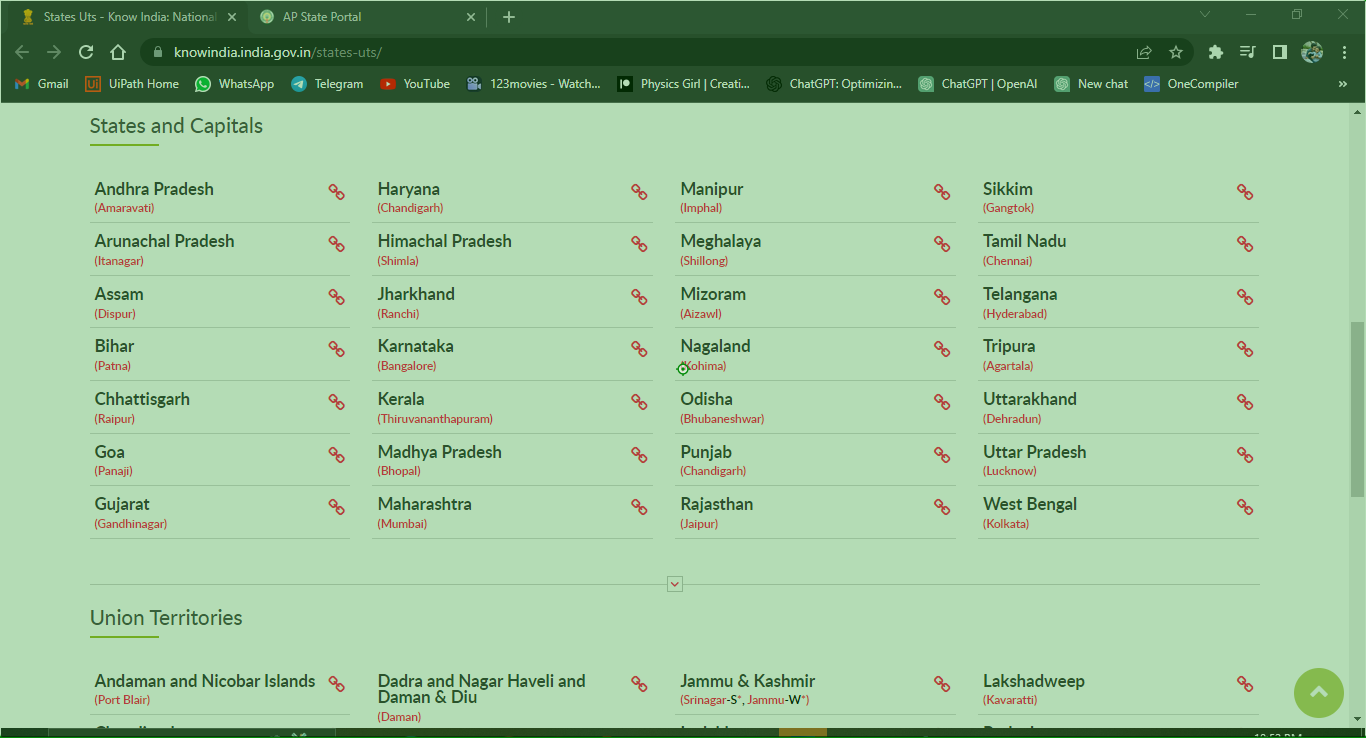 States Uts - Know India: National
AP State Portal
knowindia.india.gov.in/states-uts/
Gmail
UiPath Home
WhatsApp
Telegram
YouTube
123movies - Watch...
Physics Girl | Creati...
ChatGPT: Optimizin...
ChatGPT | OpenAI
New chat
OneCompiler
States and Capitals
Andhra Pradesh
(Amaravati)
Haryana
(Chandigarh)
Manipur
(Imphal)
Sikkim
(Gangtok)
Arunachal Pradesh
(Itanagar)
Himachal Pradesh
(Shimla)
Meghalaya
(Shillong)
Tamil Nadu
(Chennai)
Assam
(Dispur)
Jharkhand
(Ranchi)
Mizoram
(Aizawl)
Telangana
(Hyderabad)
Bihar
(Patna)
Karnataka
(Bangalore)
Nagaland
(Kohima)
Tripura
(Agartala)
Chhattisgarh
(Raipur)
Kerala
(Thiruvananthapuram)
Odisha
(Bhubaneshwar)
Uttarakhand
(Dehradun)
Goa
(Panaji)
Madhya Pradesh
(Bhopal)
Punjab
(Chandigarh)
Uttar Pradesh
(Lucknow)
Gujarat
(Gandhinagar)
Maharashtra
(Mumbai)
Rajasthan
(Jaipur)
West Bengal
(Kolkata)
Union Territories
Andaman and Nicobar Islands
(Port Blair)
Dadra and Nagar Haveli and
Daman & Diu
(Daman)
Jammu & Kashmir
(Srinagar-S*, Jammu-W*)
Lakshadweep
(Kavaratti)